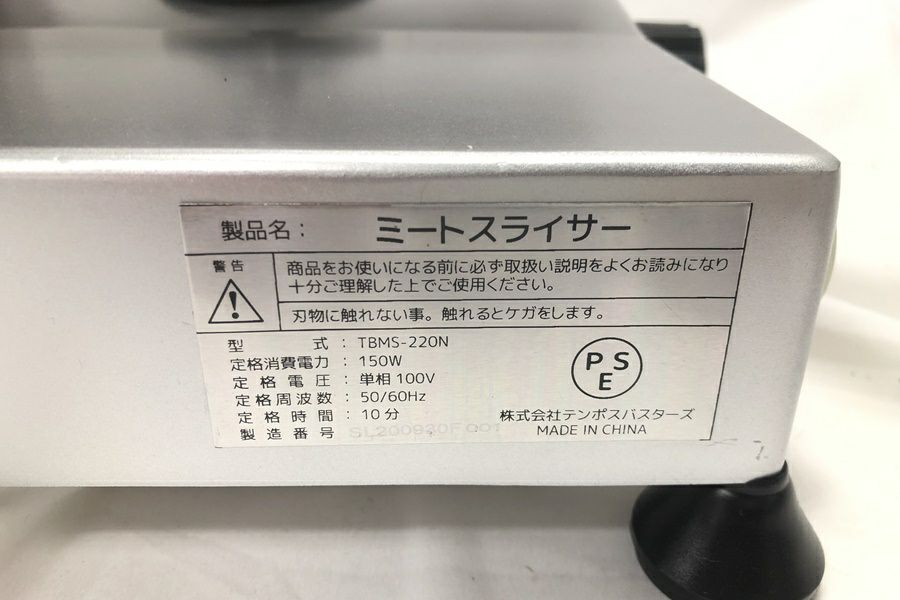 製品名： ミートスライサー
警告
商品をお使いになる前に必ず取扱い説明をよくお読みになり
十分ご理解した上でご使用ください。
刃物に触れない事。触れるとケガをします。
型 式 ： TBMS-220N
定格消費電力 ： 150W
定格電圧 ： 単相 100V
定格周波数 ： 50/60Hz
定格時間 ： 10分
製造番号 SL200930F 001
PSE
株式会社テンポスバスターズ
MADE IN CHINA